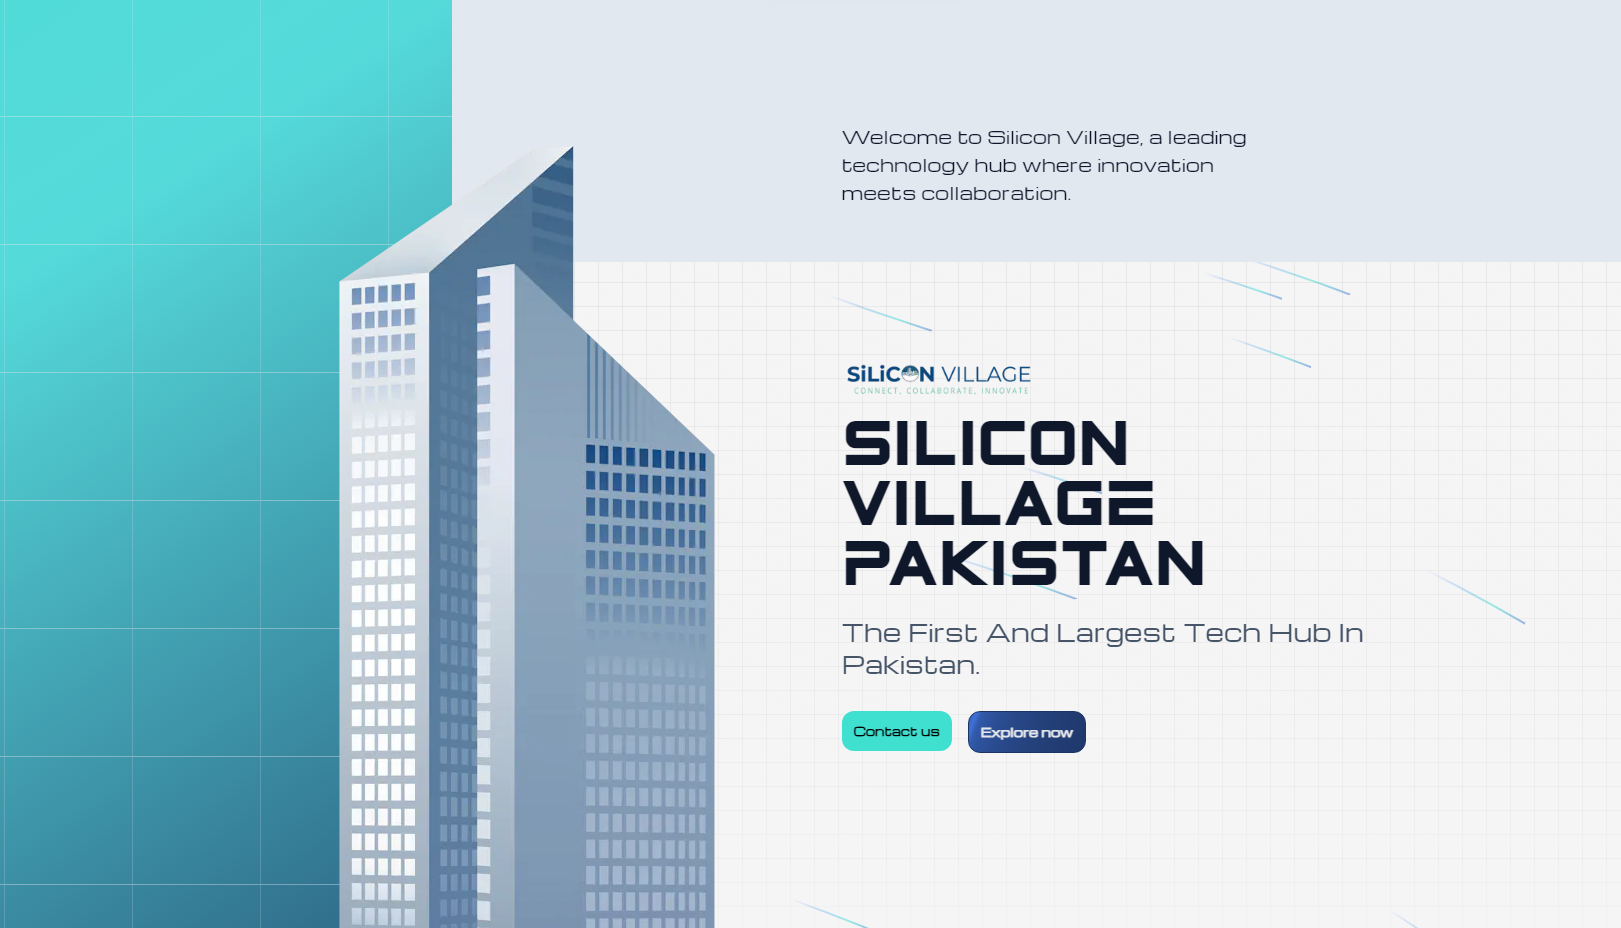 Welcome to Silicon Village, a leading
technology hub where innovation
meets collaboration.
SiLiCON VILLAGE
CONNECT, COLLABORATE, INNOVATE
SILICON
VILLAGE
PAKISTAN
The First And Largest Tech Hub In
Pakistan.
Contact us
Explore now